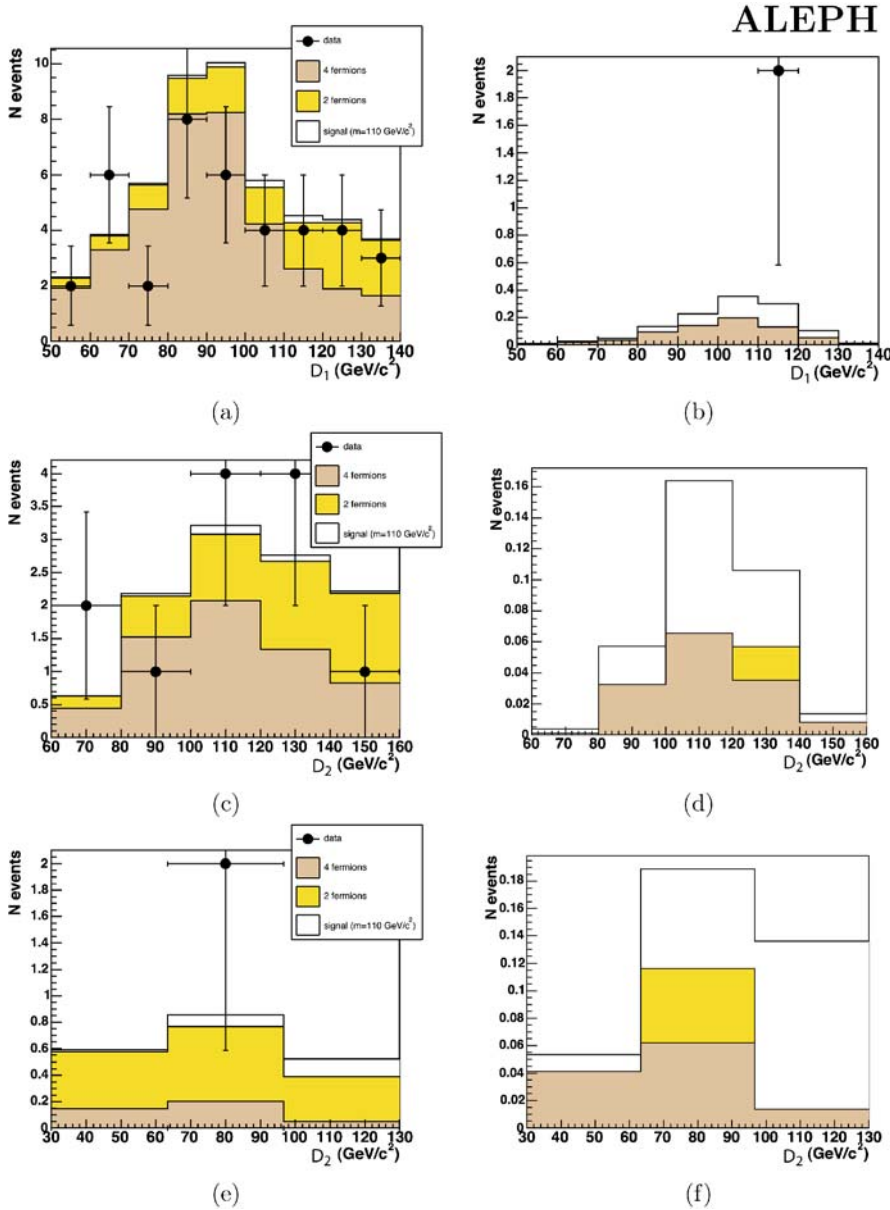 ALEPH
N events
10
8
6
4
2
0
50 60 70 80 90 100 110 120 130 140
D1 (GeV/c²)
data
4 fermions
2 fermions
signal (m=110 GeV/c²)
(a)
N events
2
1.8
1.6
1.4
1.2
1
0.8
0.6
0.4
0.2
0
50 60 70 80 90 100 110 120 130 140
D1 (GeV/c²)
(b)
N events
4
3.5
3
2.5
2
1.5
1
0.5
0
60 70 80 90 100 110 120 130 140 150 160
D2 (GeV/c²)
data
4 fermions
2 fermions
signal (m=110 GeV/c²)
(c)
N events
0.16
0.14
0.12
0.1
0.08
0.06
0.04
0.02
0
60 70 80 90 100 110 120 130 140 150 160
D2 (GeV/c²)
(d)
N events
2
1.8
1.6
1.4
1.2
1
0.8
0.6
0.4
0.2
0
30 40 50 60 70 80 90 100 110 120 130
D2 (GeV/c²)
data
4 fermions
2 fermions
signal (m=110 GeV/c²)
(e)
N events
0.18
0.16
0.14
0.12
0.1
0.08
0.06
0.04
0.02
0
30 40 50 60 70 80 90 100 110 120 130
D2 (GeV/c²)
(f)